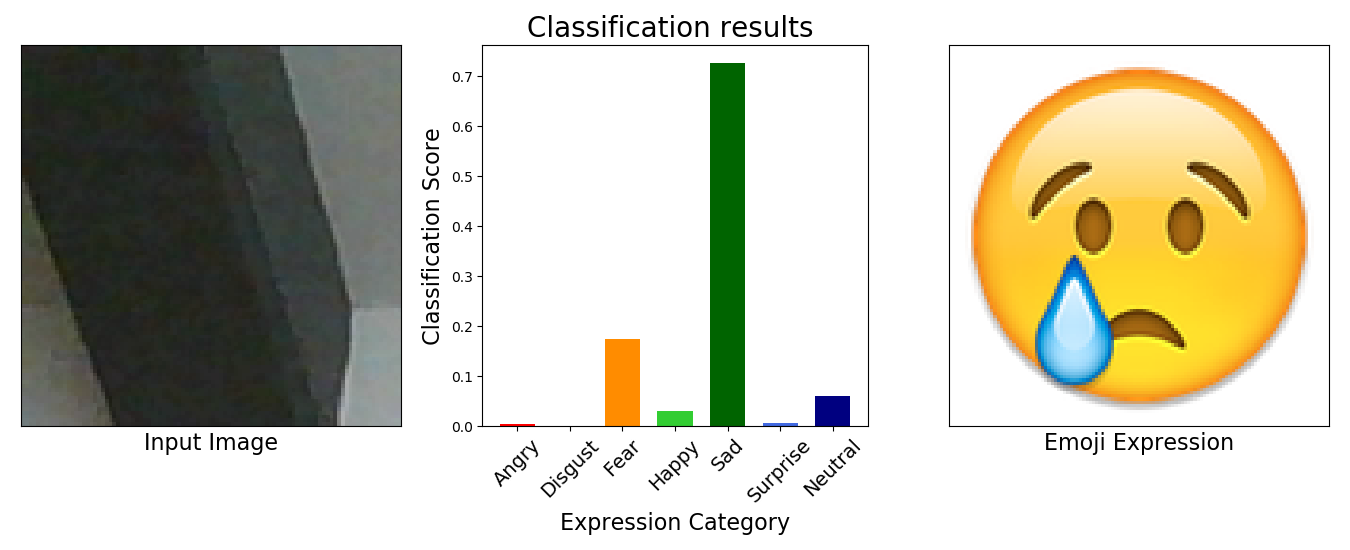 Classification results
Classification Score
0.7
0.6
0.5
0.4
0.3
0.2
0.1
0.0
Angry
Disgust
Fear
Happy
Sad
Surprise
Neutral
Expression Category
Input Image
Emoji Expression